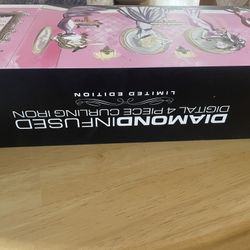 DIAMONDINFUSED
DIGITAL 4 PIECE CURLING IRON
LIMITED EDITION